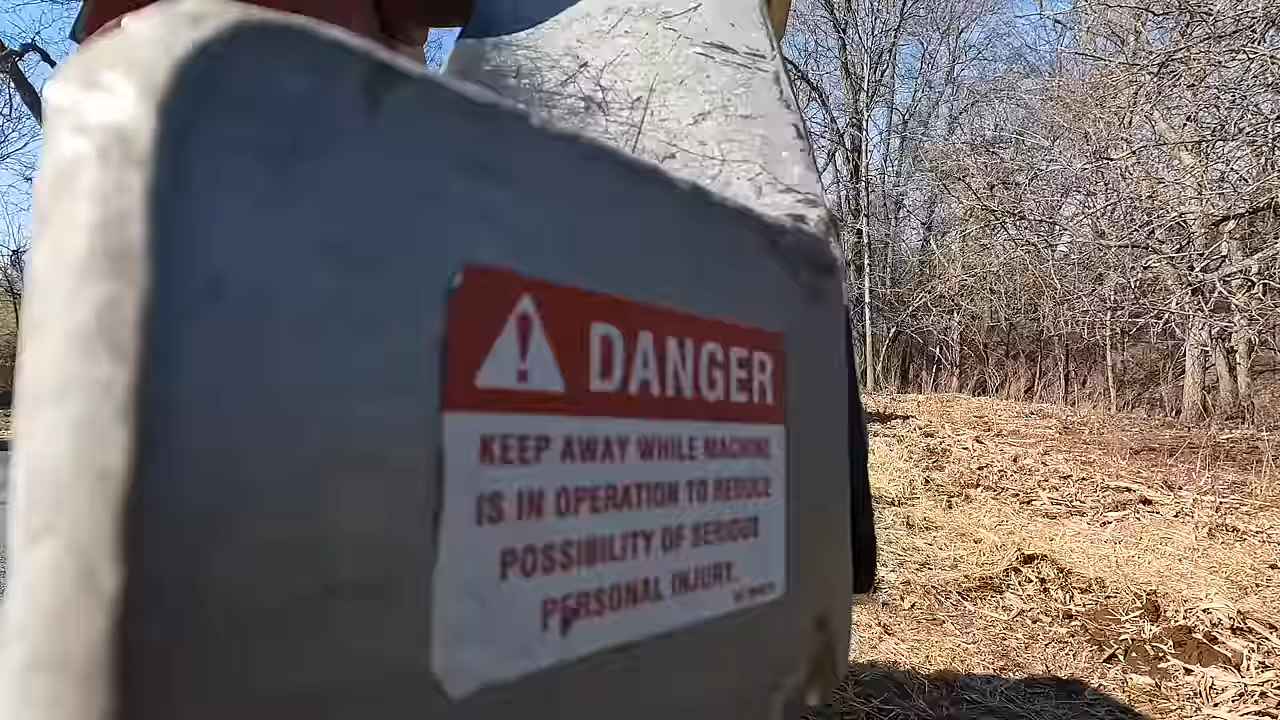 DANGER
KEEP AWAY WHILE MACHINE
IS IN OPERATION TO REDUCE
POSSIBILITY OF SERIOUS
PERSONAL INJURY.